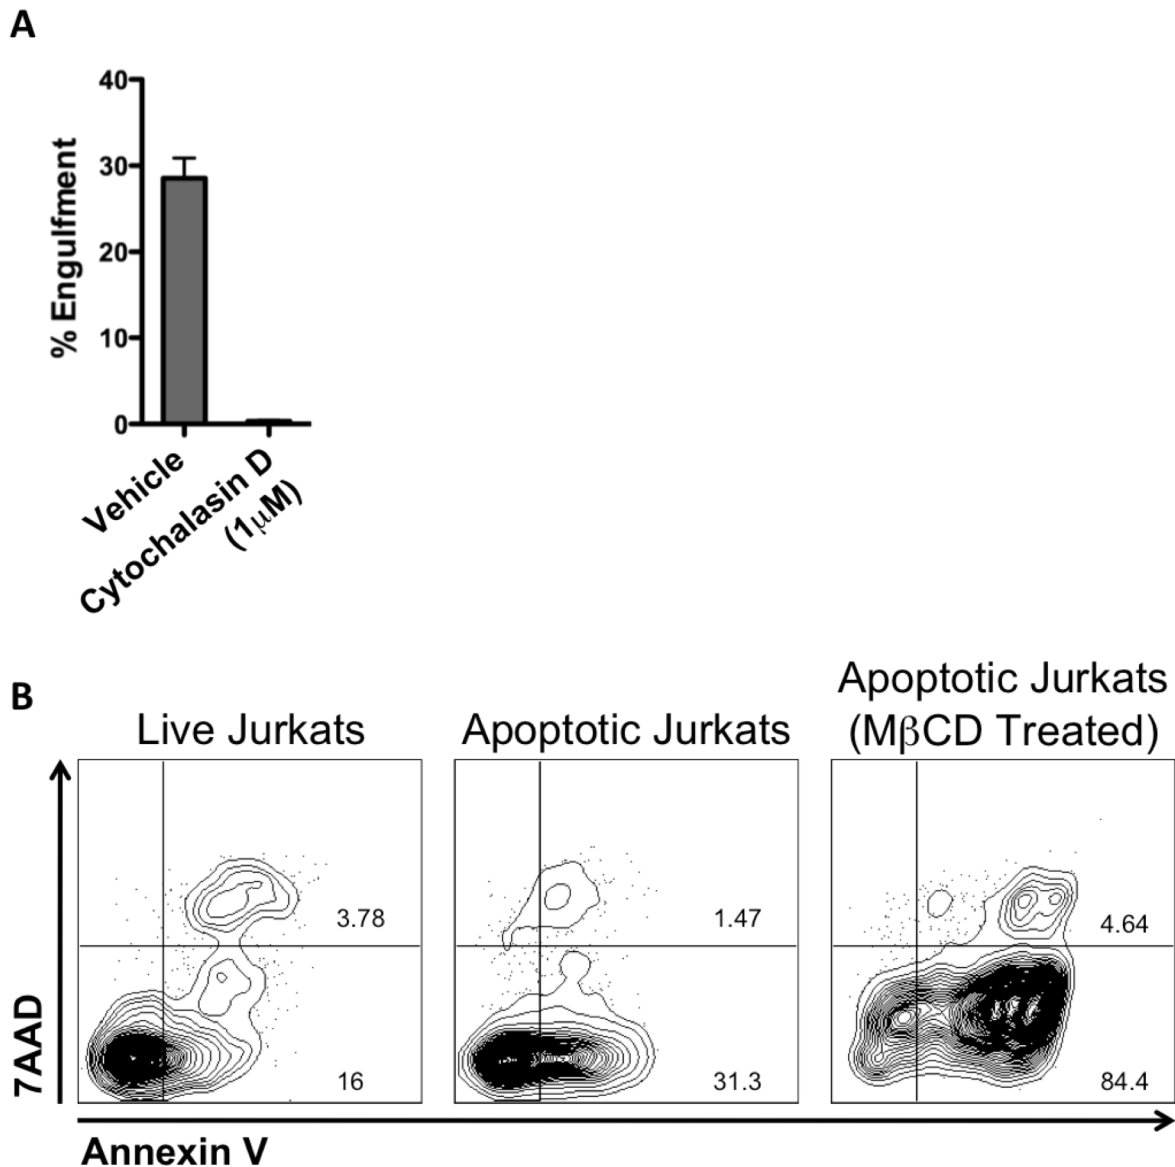 A
40
30
20
10
0
% Engulfment
Vehicle
Cytochalasin D
(1μM)
B
Live Jurkats
Apoptotic Jurkats
Apoptotic Jurkats
(MβCD Treated)
3.78
1.47
4.64
16
31.3
84.4
7AAD
Annexin V